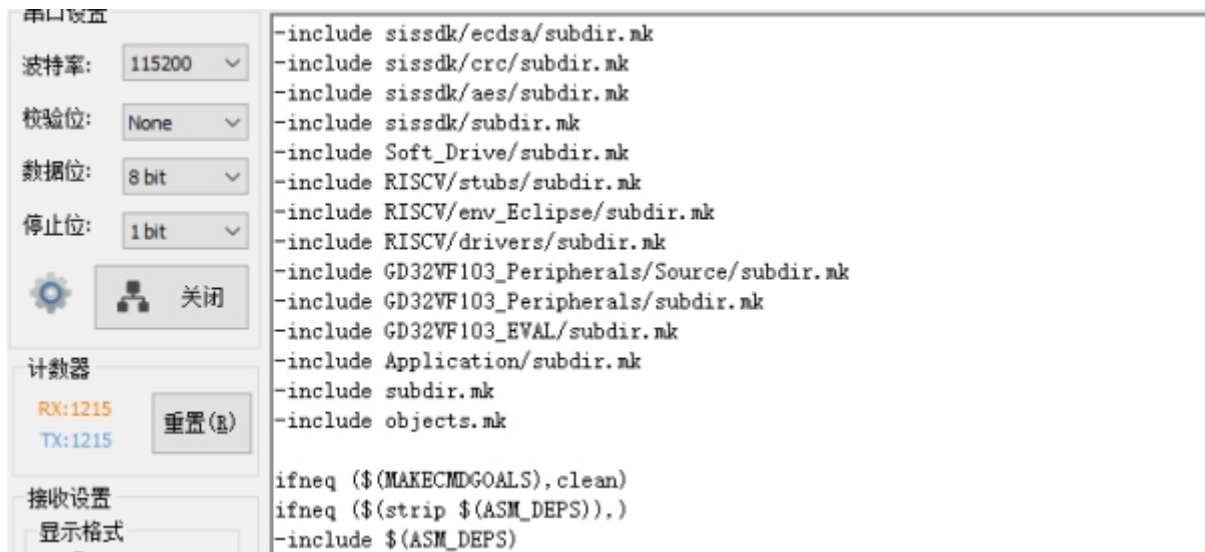 串口设置
波特率:
115200
校验位:
None
数据位:
8 bit
停止位:
1 bit
关闭
计数器
RX:1215
TX:1215
重置(R)
接收设置
显示格式
-include sissdk/ecdsa/subdir.mk
-include sissdk/crc/subdir.mk
-include sissdk/aes/subdir.mk
-include sissdk/subdir.mk
-include Soft_Drive/subdir.mk
-include RISCV/stubs/subdir.mk
-include RISCV/env_Eclipse/subdir.mk
-include RISCV/drivers/subdir.mk
-include GD32VF103_Peripherals/Source/subdir.mk
-include GD32VF103_Peripherals/subdir.mk
-include GD32VF103_EVAL/subdir.mk
-include Application/subdir.mk
-include subdir.mk
-include objects.mk
ifneq ($(MAKECMDGOALS),clean)
ifneq ($(strip $(ASM_DEPS)),)
-include $(ASM_DEPS)